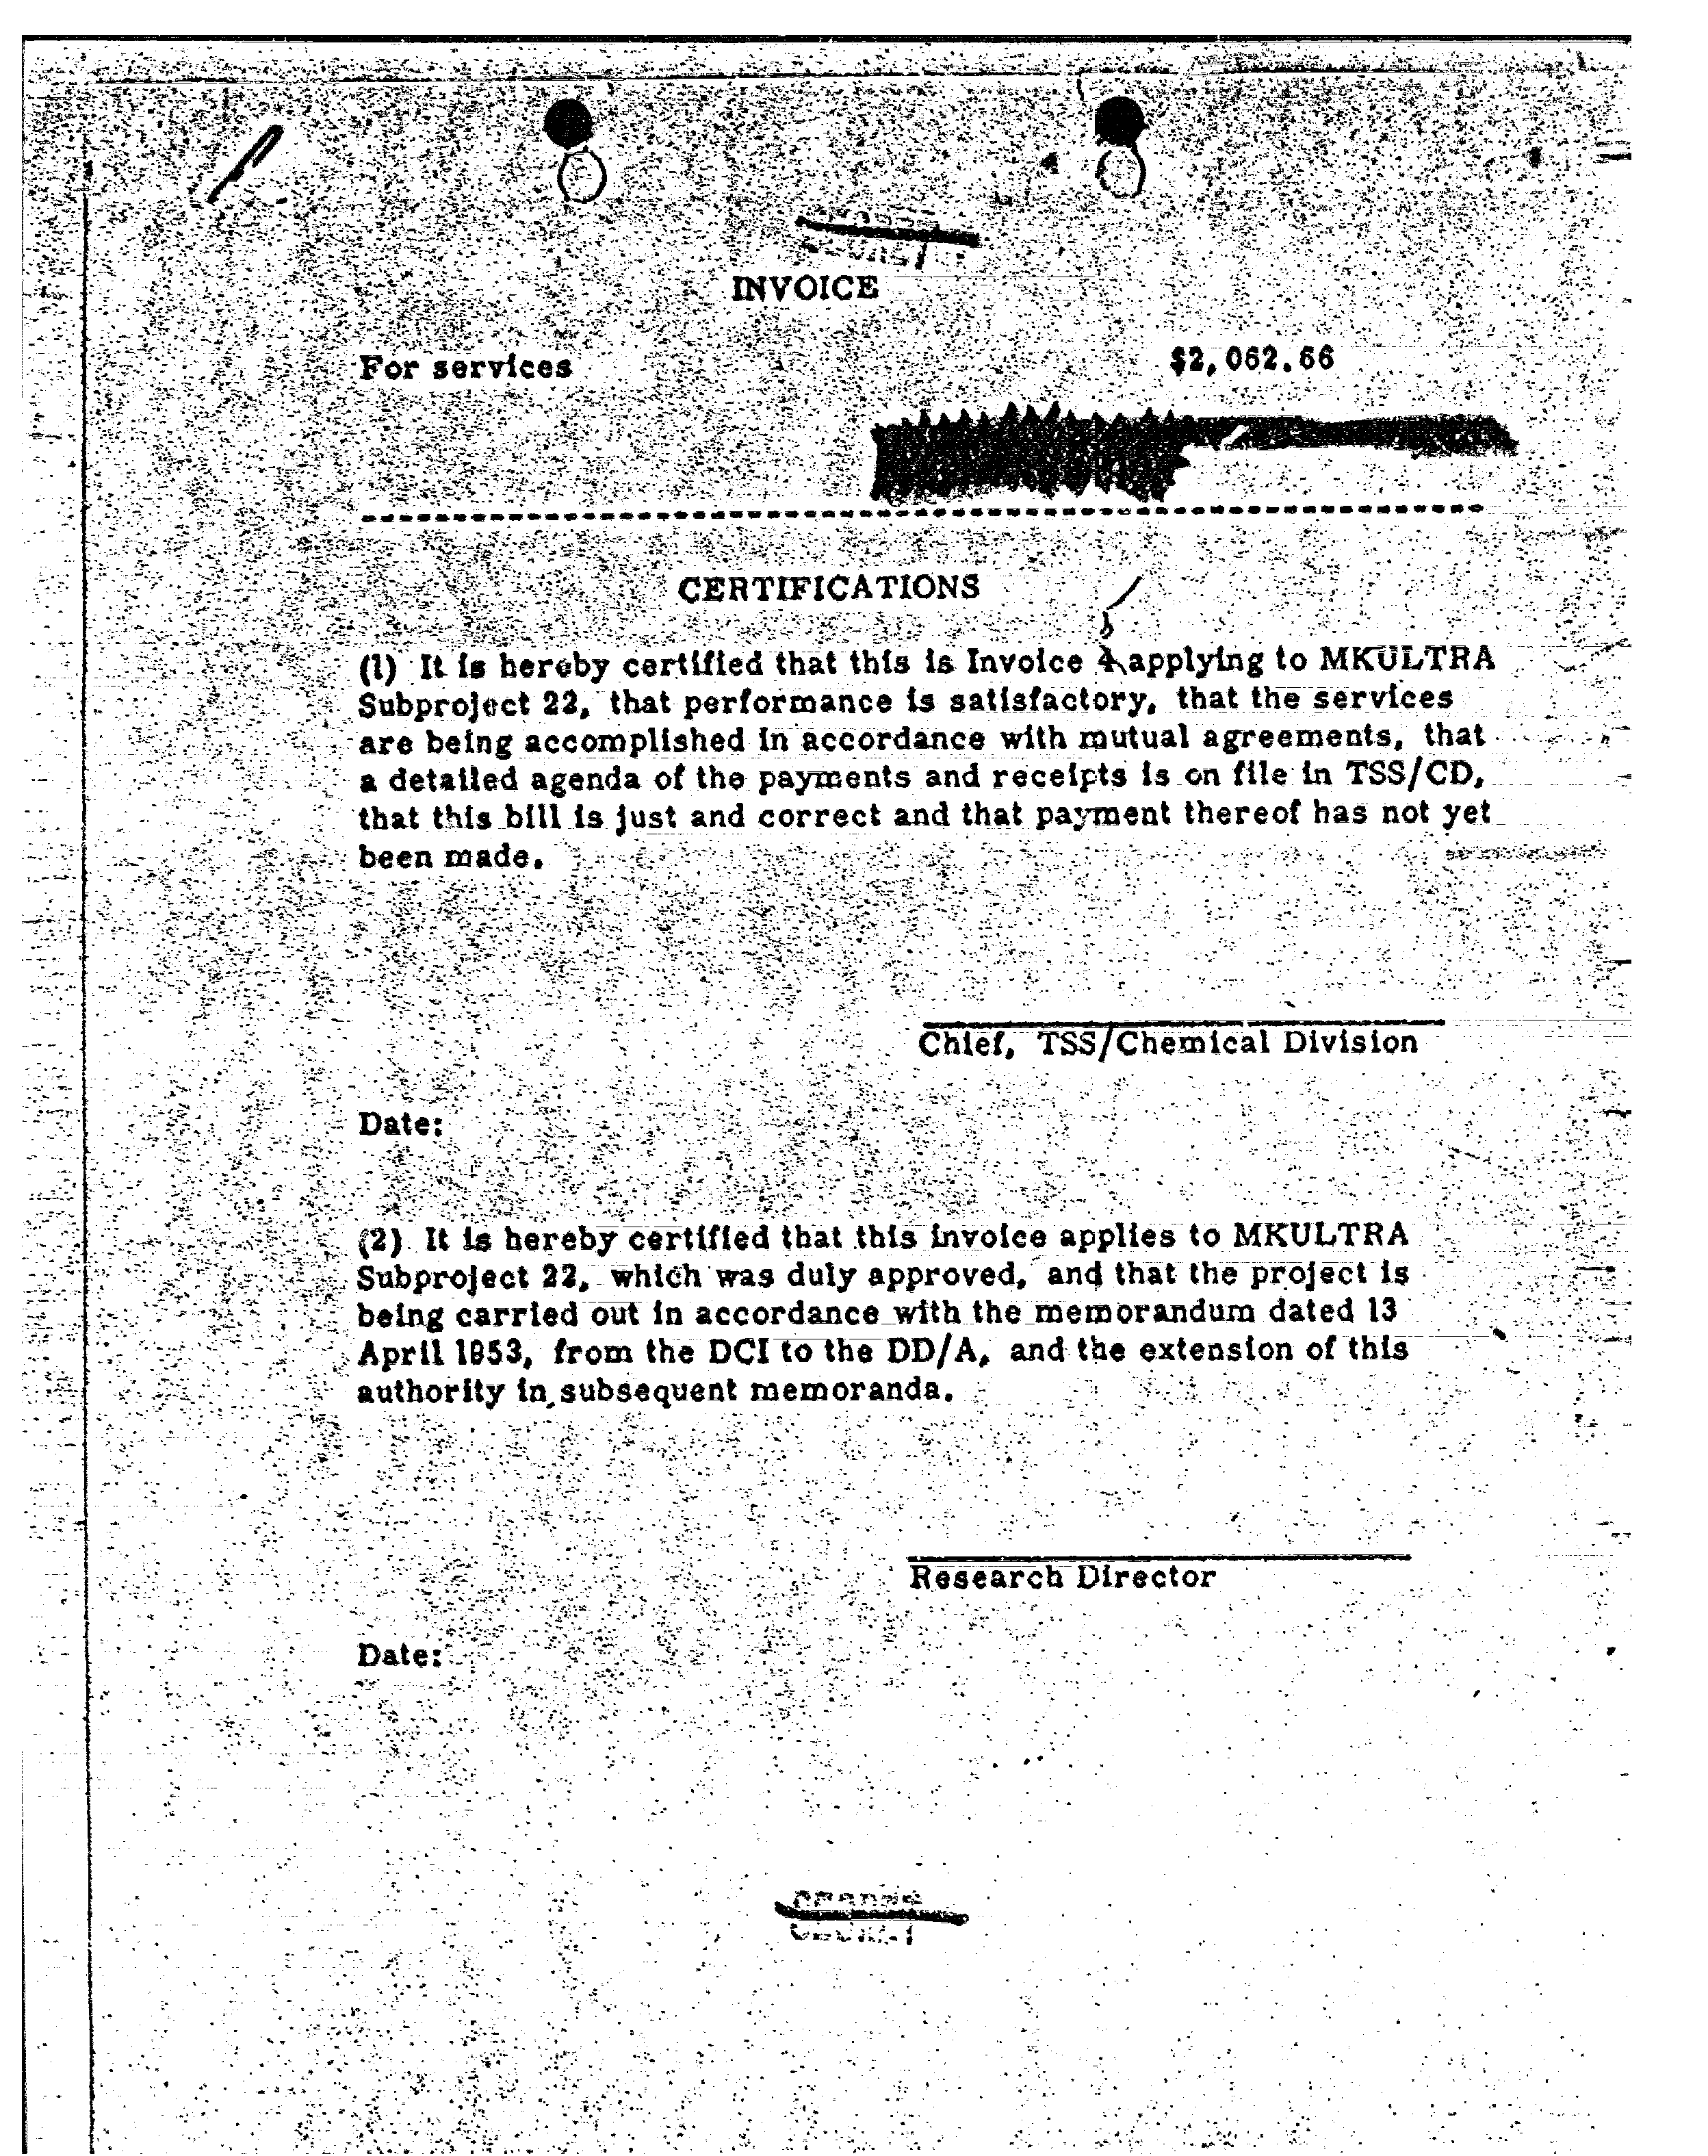 INVOICE
For services $2,062.66
CERTIFICATIONS
(1) It is hereby certified that this is Invoice applying to MKULTRA
Subproject 22, that performance is satisfactory, that the services
are being accomplished in accordance with mutual agreements, that
a detailed agenda of the payments and receipts is on file in TSS/CD,
that this bill is just and correct and that payment thereof has not yet
been made.
Chief, TSS/Chemical Division
Date:
(2) It is hereby certified that this invoice applies to MKULTRA
Subproject 22, which was duly approved, and that the project is
being carried out in accordance with the memorandum dated 13
April 1953, from the DCI to the DD/A, and the extension of this
authority in subsequent memoranda.
Research Director
Date: